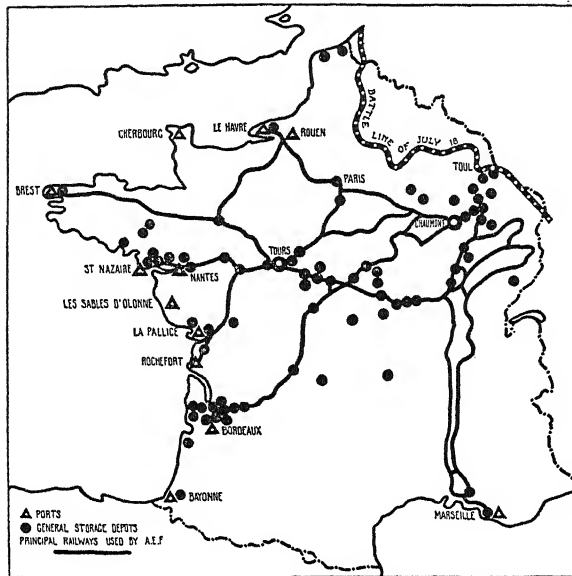 CHERBOURG
LE HAVRE
ROUEN
BATTLE LINE OF JULY 18
TOUL
BREST
PARIS
CHAUMONT
TOURS
ST NAZAIRE
NANTES
LES SABLES D'OLONNE
LA PALLICE
ROCHEFORT
BORDEAUX
BAYONNE
MARSEILLE
PORTS
GENERAL STORAGE DEPOTS
PRINCIPAL RAILWAYS USED BY A.E.F